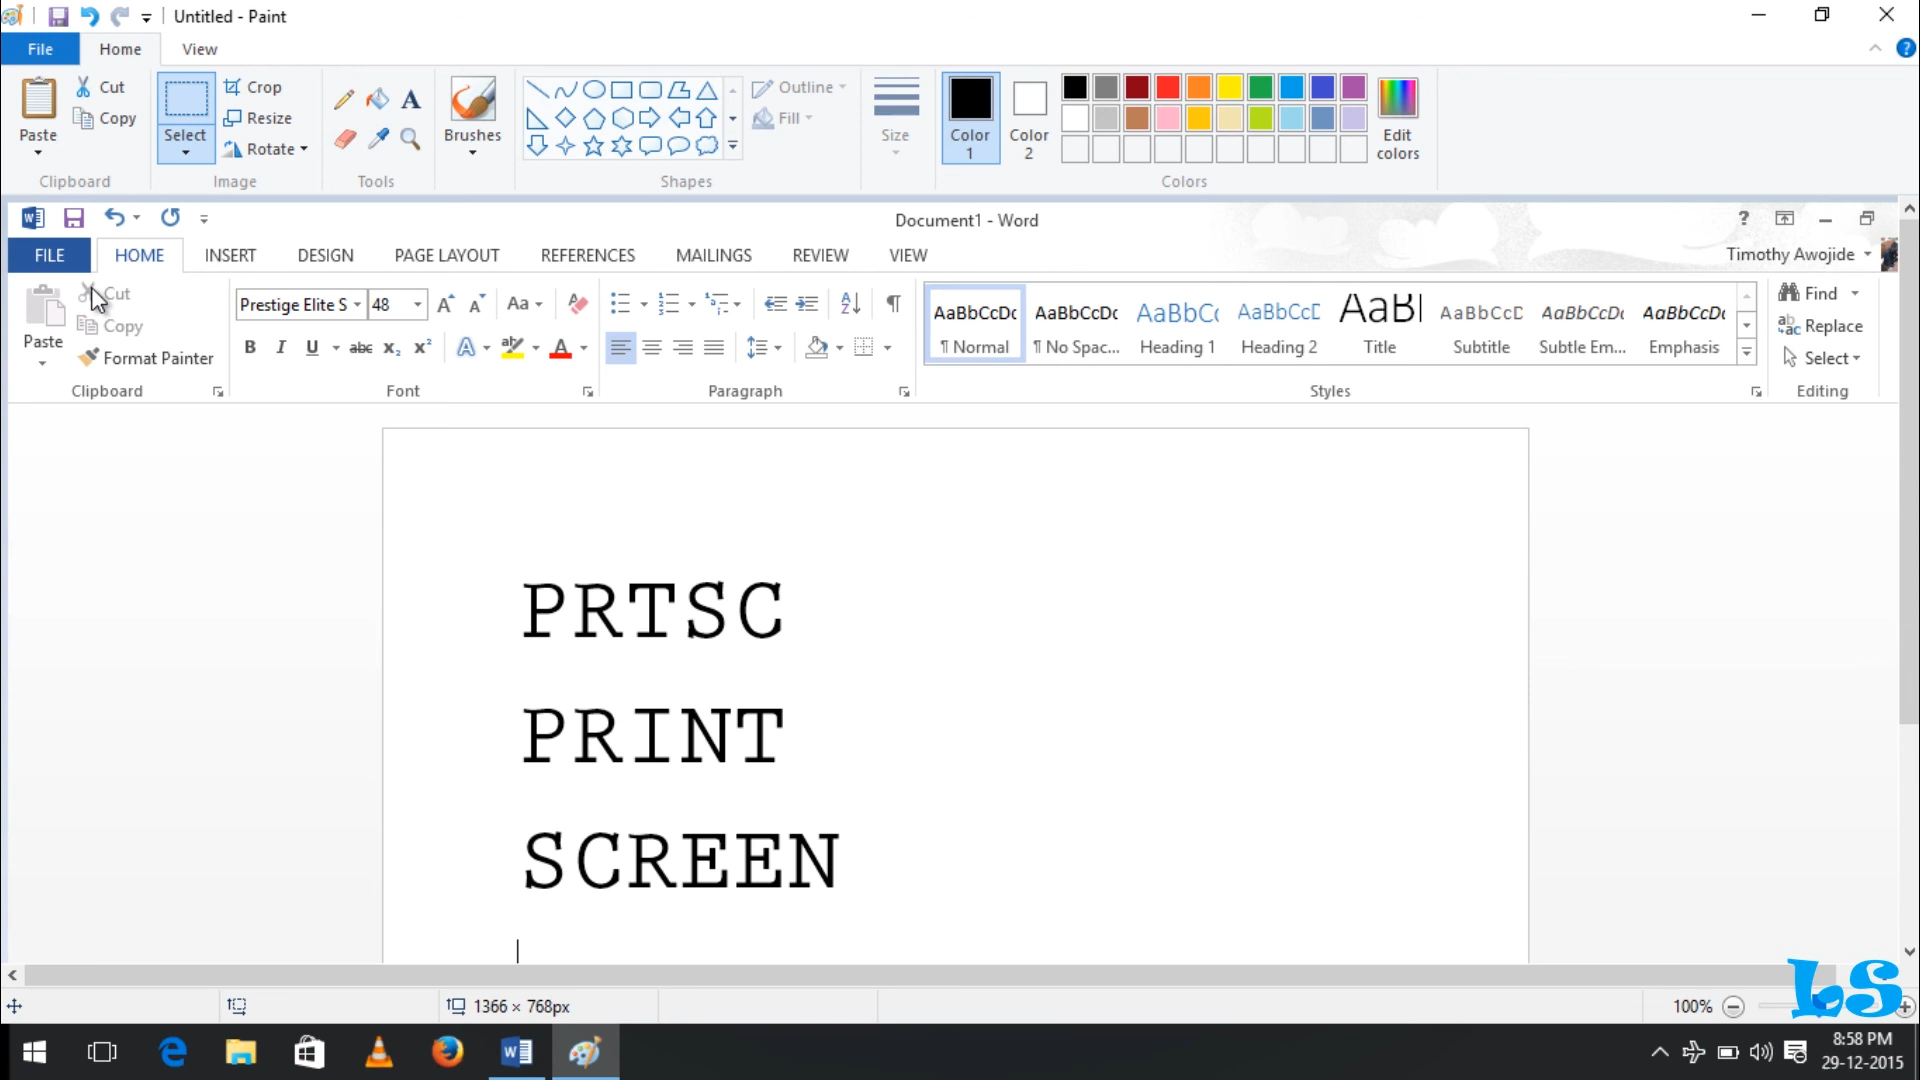 Untitled - Paint
File Home View
Paste
Cut
Copy
Clipboard
Select
Crop
Resize
Rotate
Image
Tools
Brushes
Shapes
Outline
Fill
Size
Color 1
Color 2
Edit colors
Colors
Document1 - Word
Timothy Awojide
FILE HOME INSERT DESIGN PAGE LAYOUT REFERENCES MAILINGS REVIEW VIEW
Paste
Cut
Copy
Format Painter
Clipboard
Prestige Elite S 48
Font
Paragraph
AaBbCcDc AaBbCcDc AaBbCc AaBbCcD AaBl AaBbCcD AaBbCcDc AaBbCcDc
¶ Normal ¶ No Spac... Heading 1 Heading 2 Title Subtitle Subtle Em... Emphasis
Styles
Find
Replace
Select
Editing
PRTSC
PRINT
SCREEN
1366 × 768px
100%
LS
8:58 PM
29-12-2015